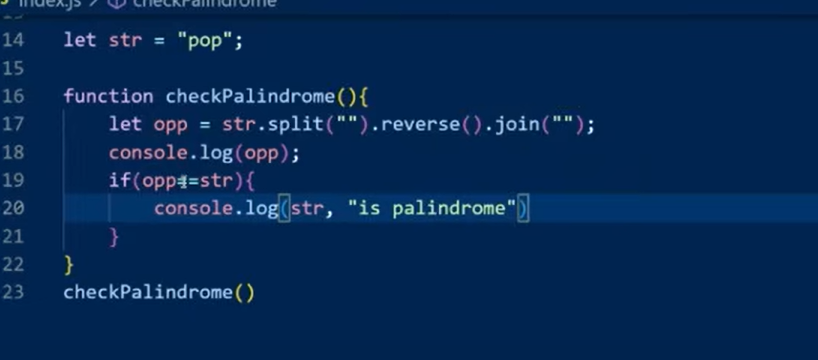 index.js > checkPalindrome
14 let str = "pop";
15
16 function checkPalindrome(){
17 let opp = str.split("").reverse().join("");
18 console.log(opp);
19 if(opp==str){
20 console.log(str, "is palindrome")
21 }
22 }
23 checkPalindrome()